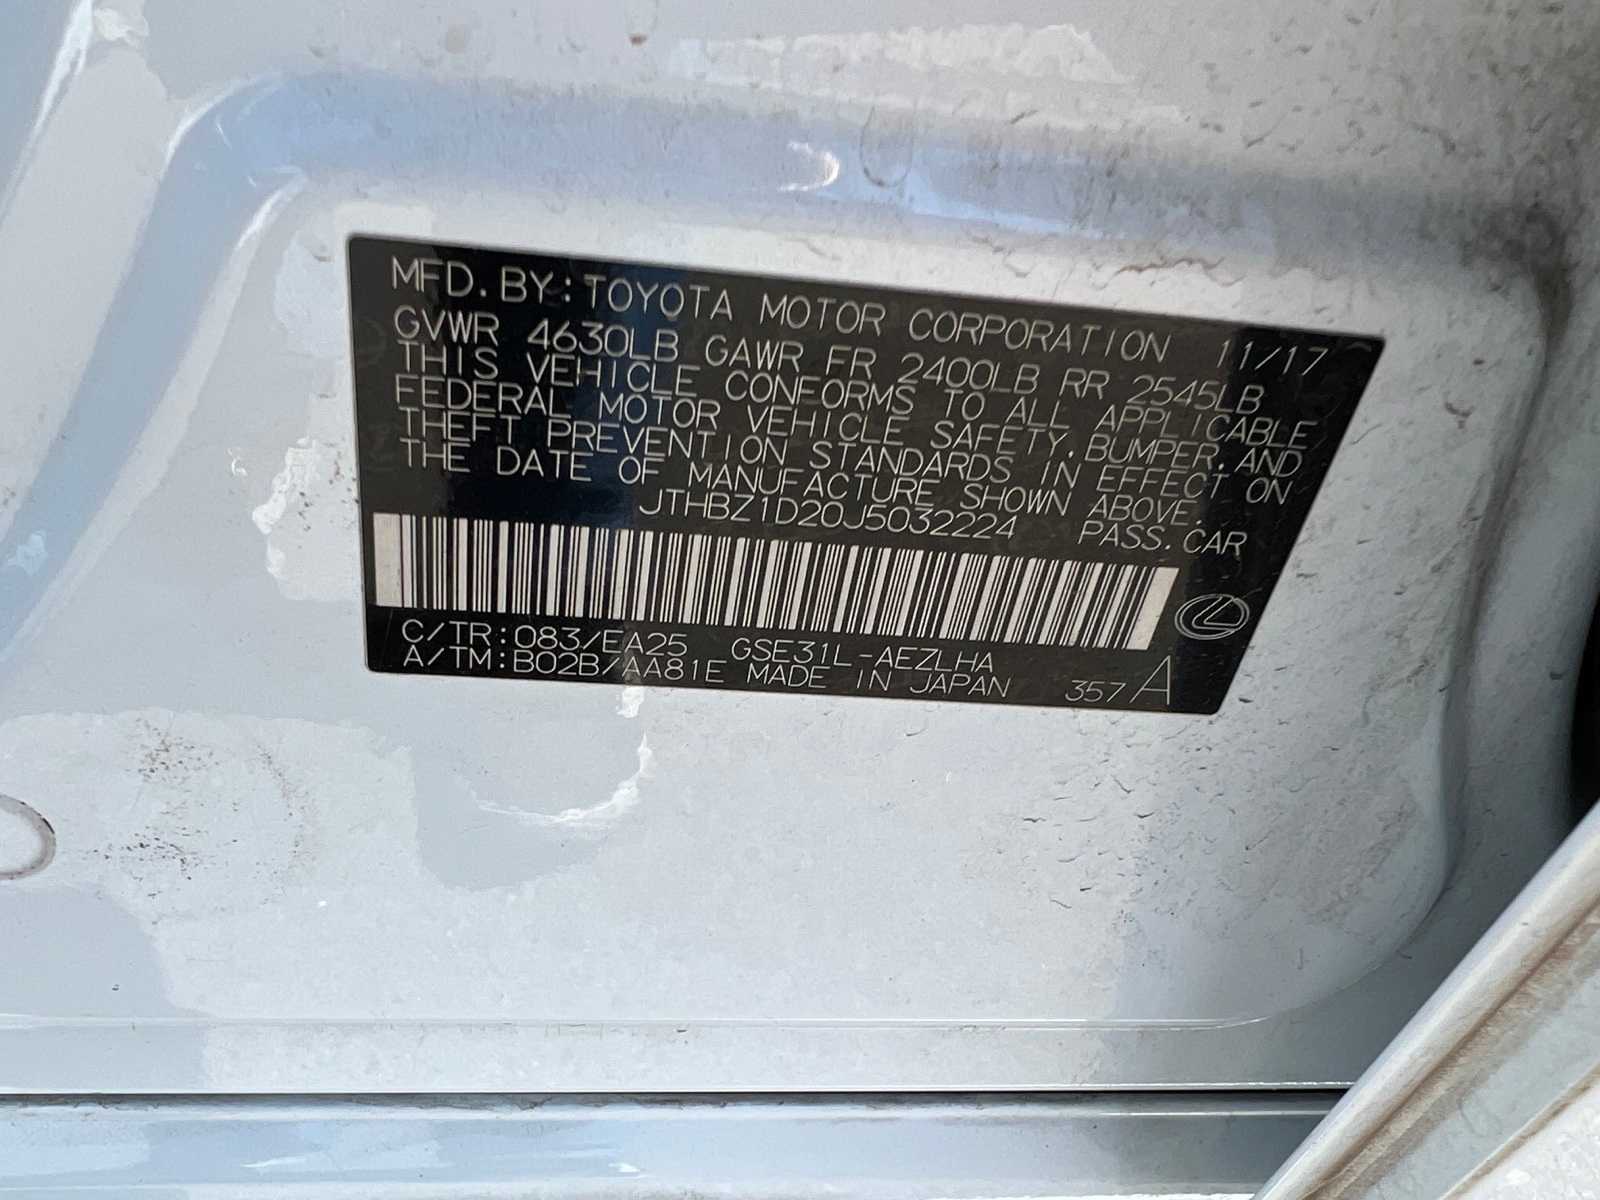 MFD. BY: TOYOTA MOTOR CORPORATION 11/17
GVWR 4630LB GAWR FR 2400LB RR 2545LB
THIS VEHICLE CONFORMS TO ALL APPLICABLE
FEDERAL MOTOR VEHICLE SAFETY, BUMPER, AND
THEFT PREVENTION STANDARDS IN EFFECT ON
THE DATE OF MANUFACTURE SHOWN ABOVE.
JTHBZ1D20J5032224 PASS. CAR
C/TR: 083/EA25 GSE31L-AEZLHA
A/TM: B02B/AA81E MADE IN JAPAN 357 A